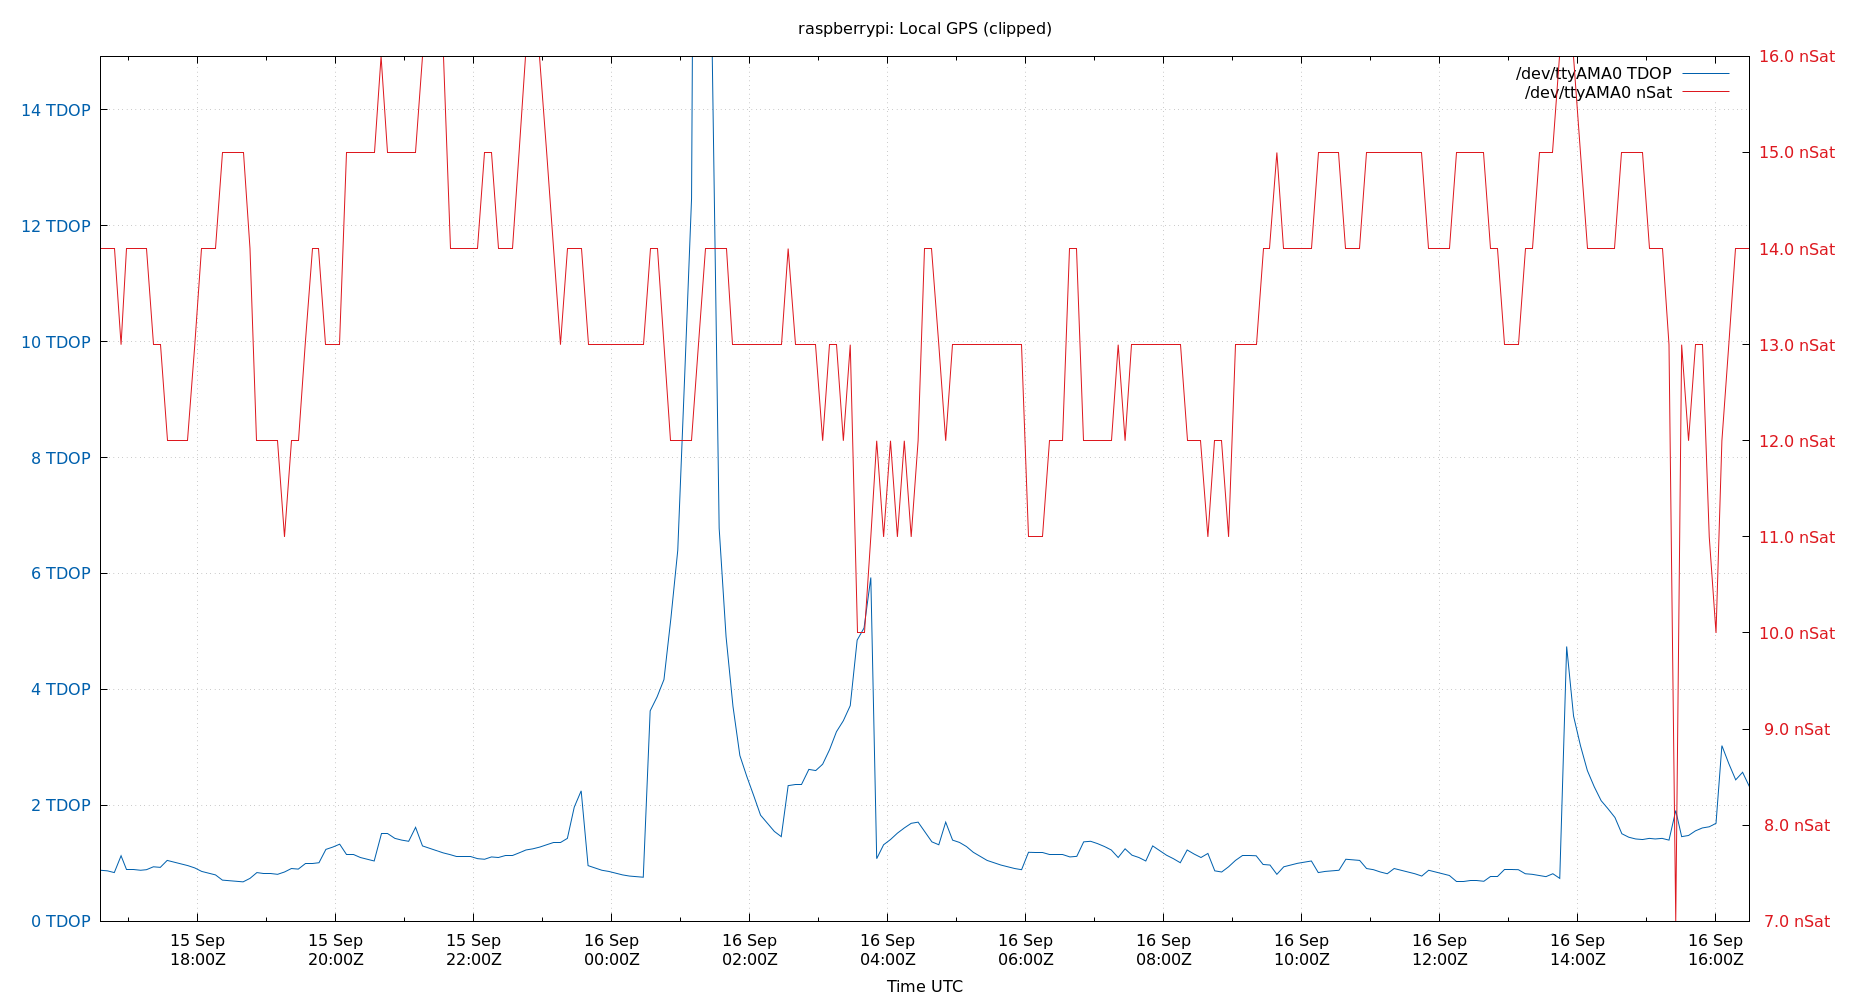 raspberrypi: Local GPS (clipped)
16.0 nSat
/dev/ttyAMA0 TDOP
/dev/ttyAMA0 nSat
14 TDOP
15.0 nSat
12 TDOP
14.0 nSat
10 TDOP
13.0 nSat
12.0 nSat
8 TDOP
11.0 nSat
6 TDOP
10.0 nSat
4 TDOP
9.0 nSat
2 TDOP
8.0 nSat
0 TDOP
7.0 nSat
15 Sep 15 Sep 15 Sep 16 Sep 16 Sep 16 Sep 16 Sep 16 Sep 16 Sep 16 Sep 16 Sep 16 Sep
18:00Z 20:00Z 22:00Z 00:00Z 02:00Z 04:00Z 06:00Z 08:00Z 10:00Z 12:00Z 14:00Z 16:00Z
Time UTC